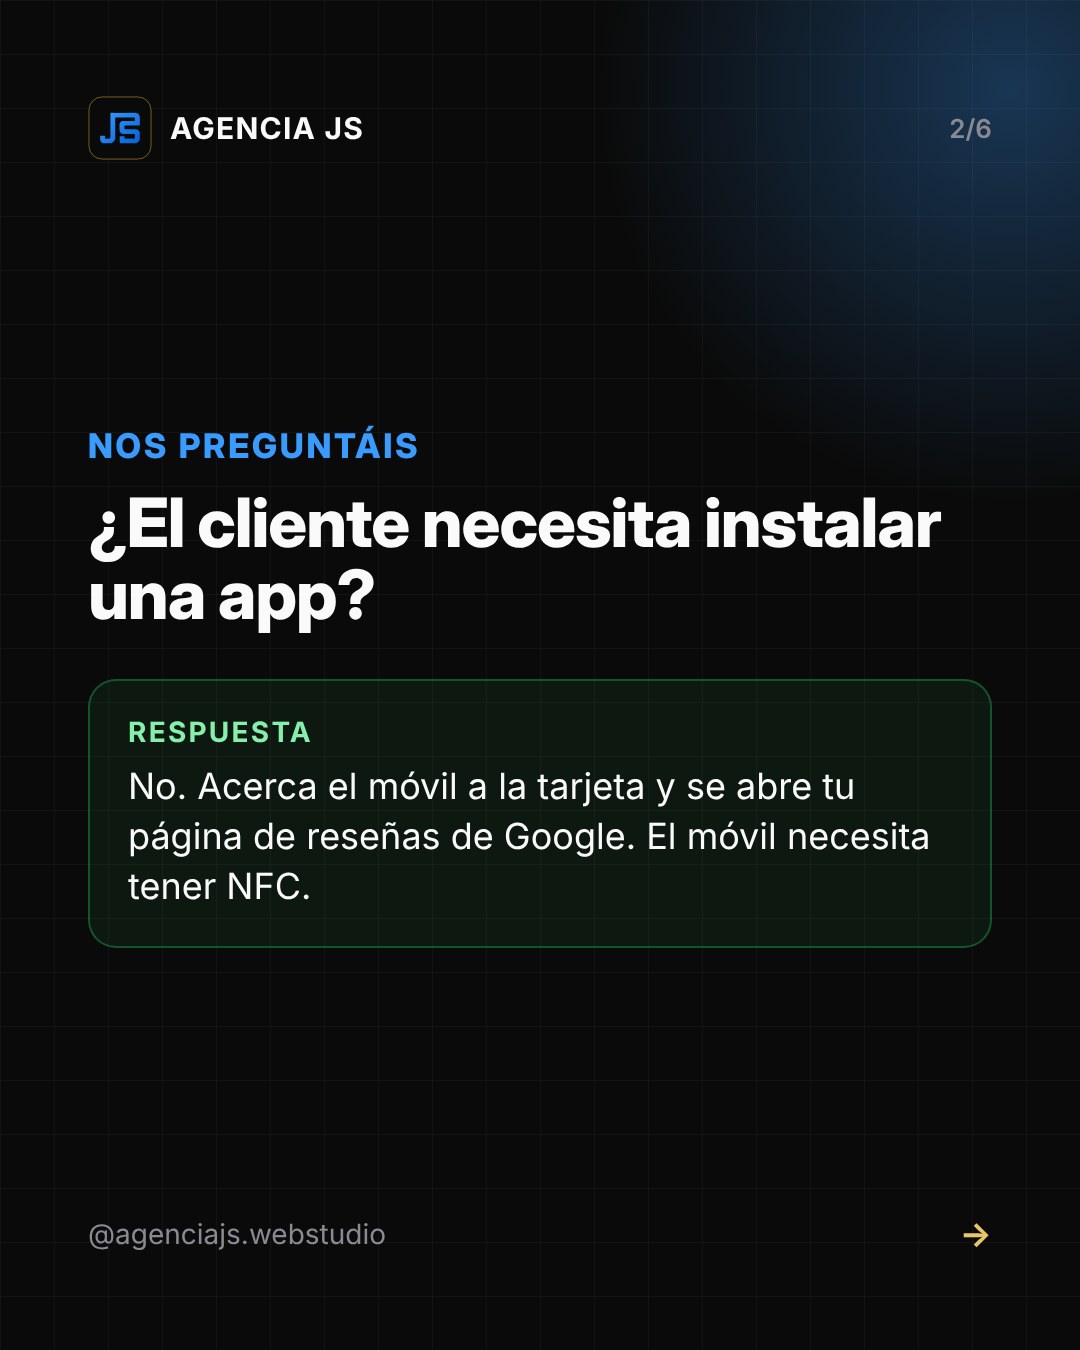 JS AGENCIA JS
2/6
NOS PREGUNTÁIS
¿El cliente necesita instalar
una app?
RESPUESTA
No. Acerca el móvil a la tarjeta y se abre tu
página de reseñas de Google. El móvil necesita
tener NFC.
@agenciajs.webstudio